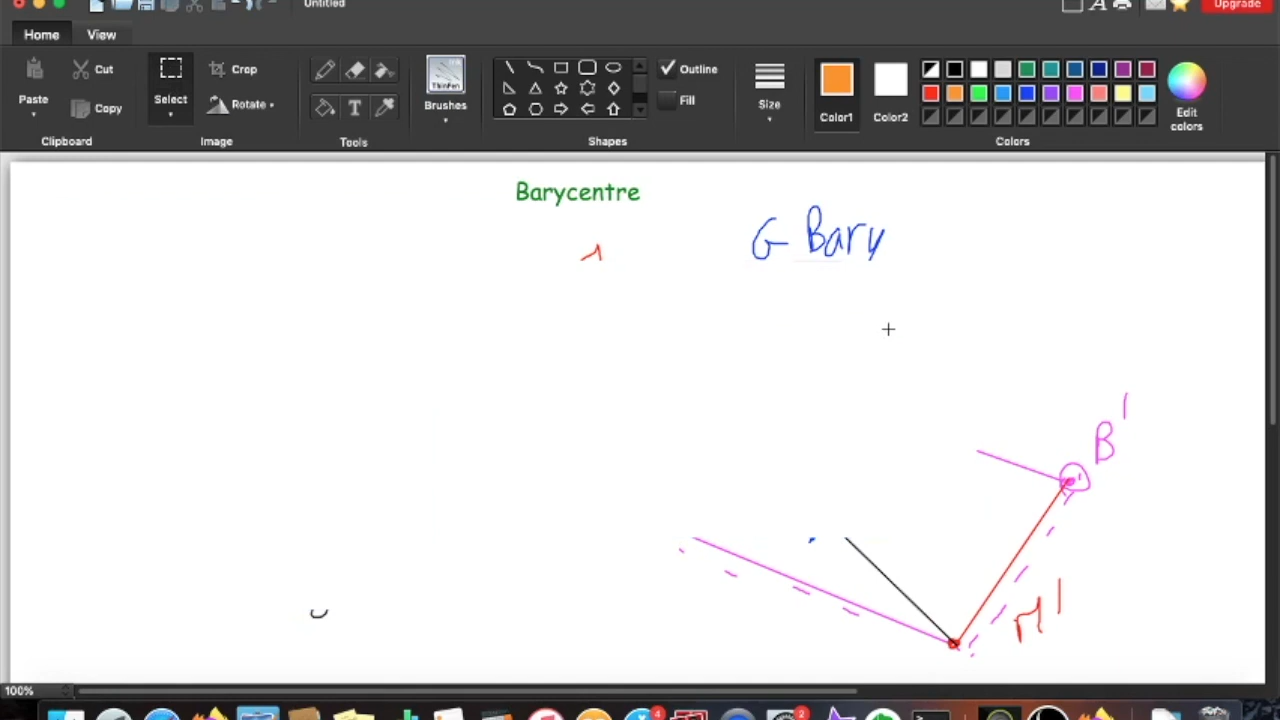 Untitled
Upgrade
Home View
Paste Cut Copy Select Crop Rotate Brushes Outline Fill Size Color1 Color2 Edit colors
Clipboard Image Tools Shapes Colors
Barycentre
G Bary
B'
M'
100%